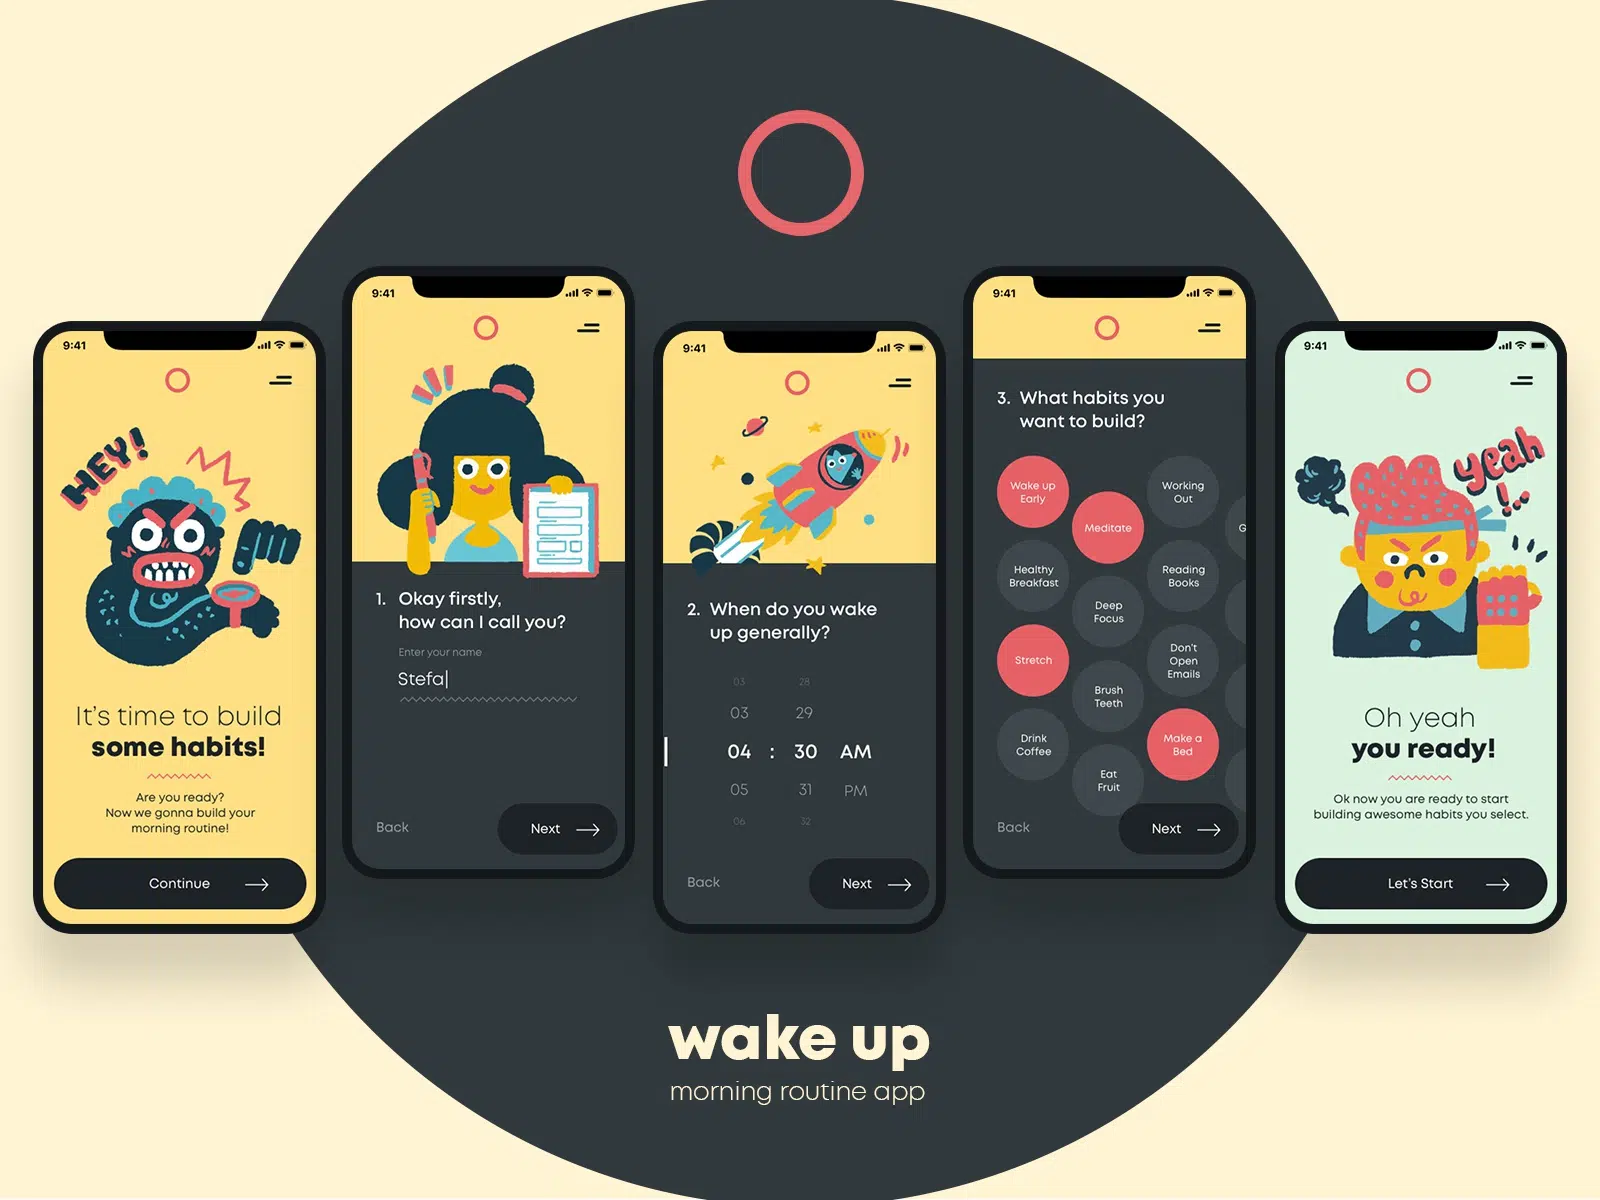 9:41
HEY!
It's time to build
some habits!
Are you ready?
Now we gonna build your
morning routine!
Continue
9:41
1. Okay firstly,
how can I call you?
Enter your name
Stefa
Back
Next
9:41
2. When do you wake
up generally?
03 28
03 29
04 : 30 AM
05 31 PM
06 32
Back
Next
9:41
3. What habits you
want to build?
Wake up
Early
Meditate
Working
Out
G
Healthy
Breakfast
Deep
Focus
Reading
Books
Stretch
Brush
Teeth
Don't
Open
Emails
Drink
Coffee
Eat
Fruit
Make a
Bed
Back
Next
9:41
yeah
!..
Oh yeah
you ready!
Ok now you are ready to start
building awesome habits you select.
Let's Start
wake up
morning routine app